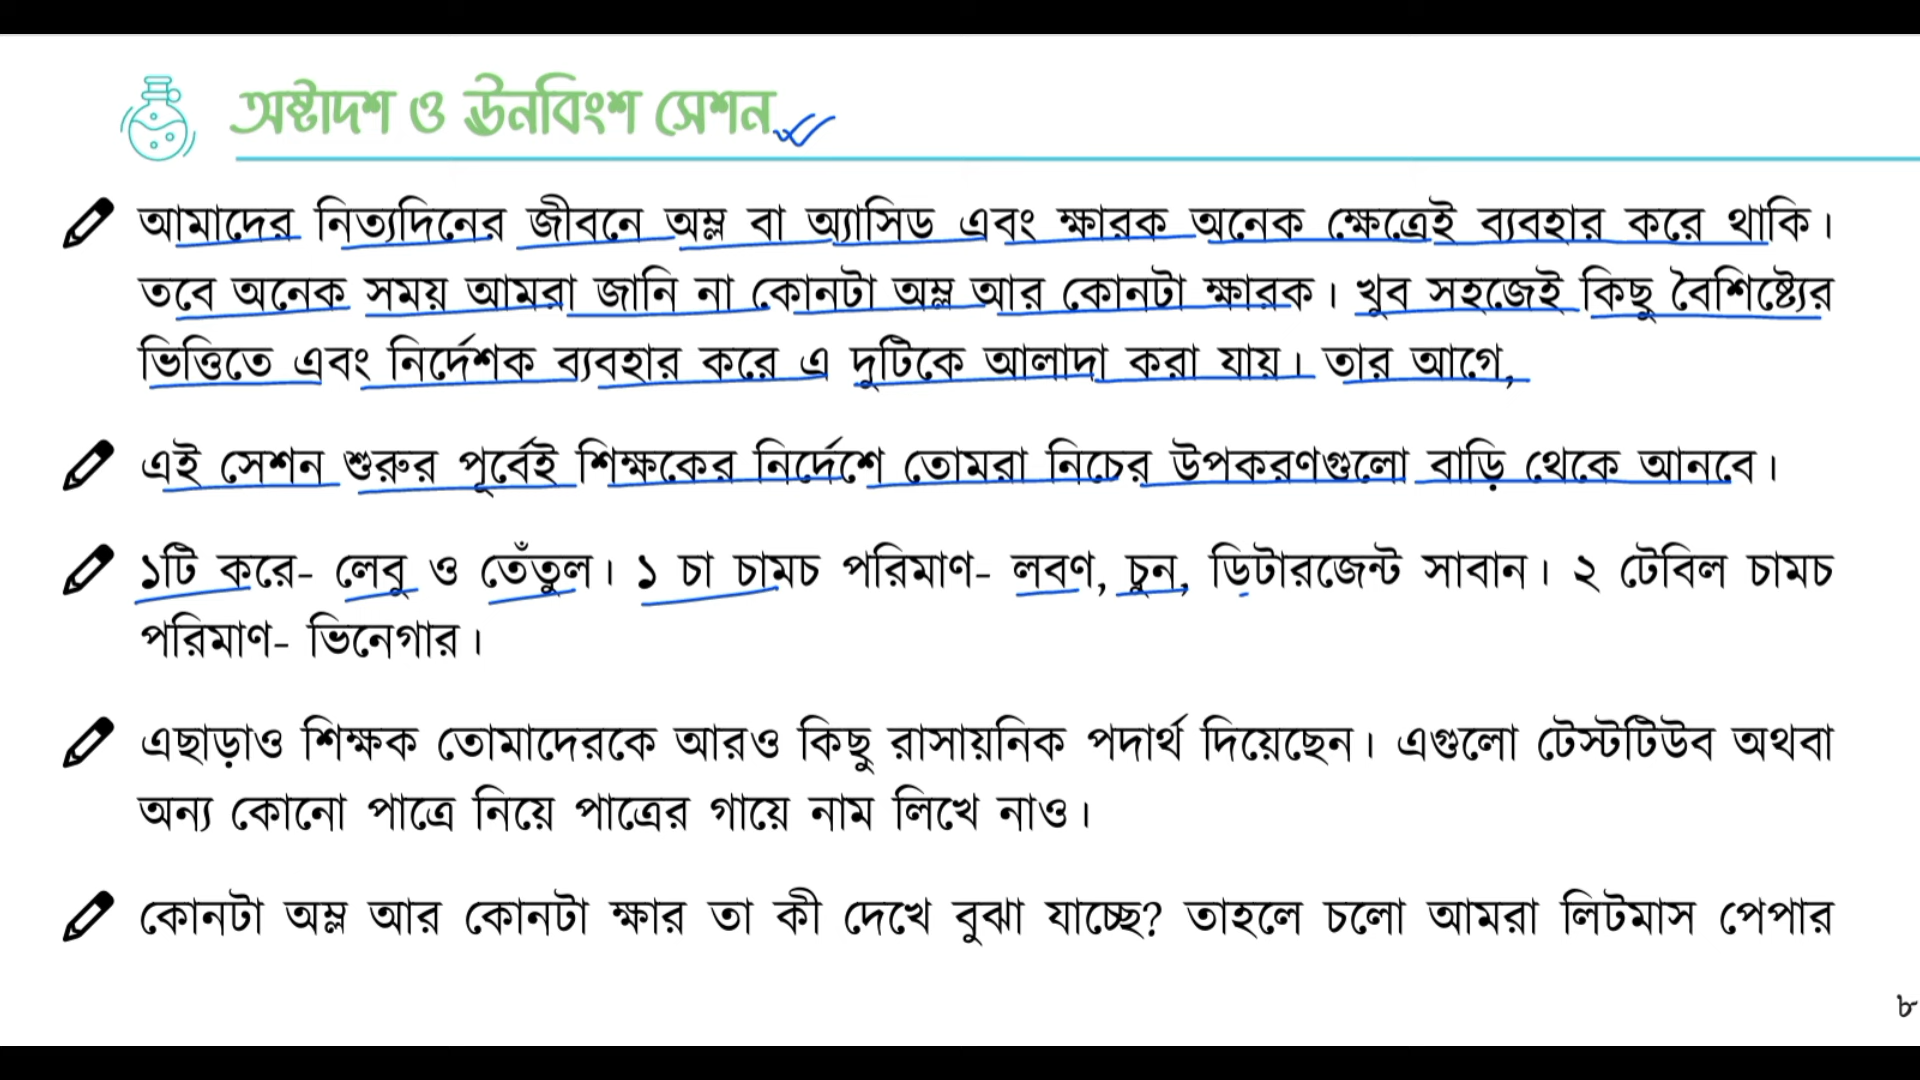 অষ্টাদশ ও ঊনবিংশ সেশন
আমাদের নিত্যদিনের জীবনে অম্ল বা অ্যাসিড এবং ক্ষারক অনেক ক্ষেত্রেই ব্যবহার করে থাকি।
তবে অনেক সময় আমরা জানি না কোনটা অম্ল আর কোনটা ক্ষারক। খুব সহজেই কিছু বৈশিষ্ট্যের
ভিত্তিতে এবং নির্দেশক ব্যবহার করে এ দুটিকে আলাদা করা যায়। তার আগে,
এই সেশন শুরুর পূর্বেই শিক্ষকের নির্দেশে তোমরা নিচের উপকরণগুলো বাড়ি থেকে আনবে।
১টি করে- লেবু ও তেঁতুল। ১ চা চামচ পরিমাণ- লবণ, চুন, ডিটারজেন্ট সাবান। ২ টেবিল চামচ
পরিমাণ- ভিনেগার।
এছাড়াও শিক্ষক তোমাদেরকে আরও কিছু রাসায়নিক পদার্থ দিয়েছেন। এগুলো টেস্টটিউব অথবা
অন্য কোনো পাত্রে নিয়ে পাত্রের গায়ে নাম লিখে নাও।
কোনটা অম্ল আর কোনটা ক্ষার তা কী দেখে বুঝা যাচ্ছে? তাহলে চলো আমরা লিটমাস পেপার
৮